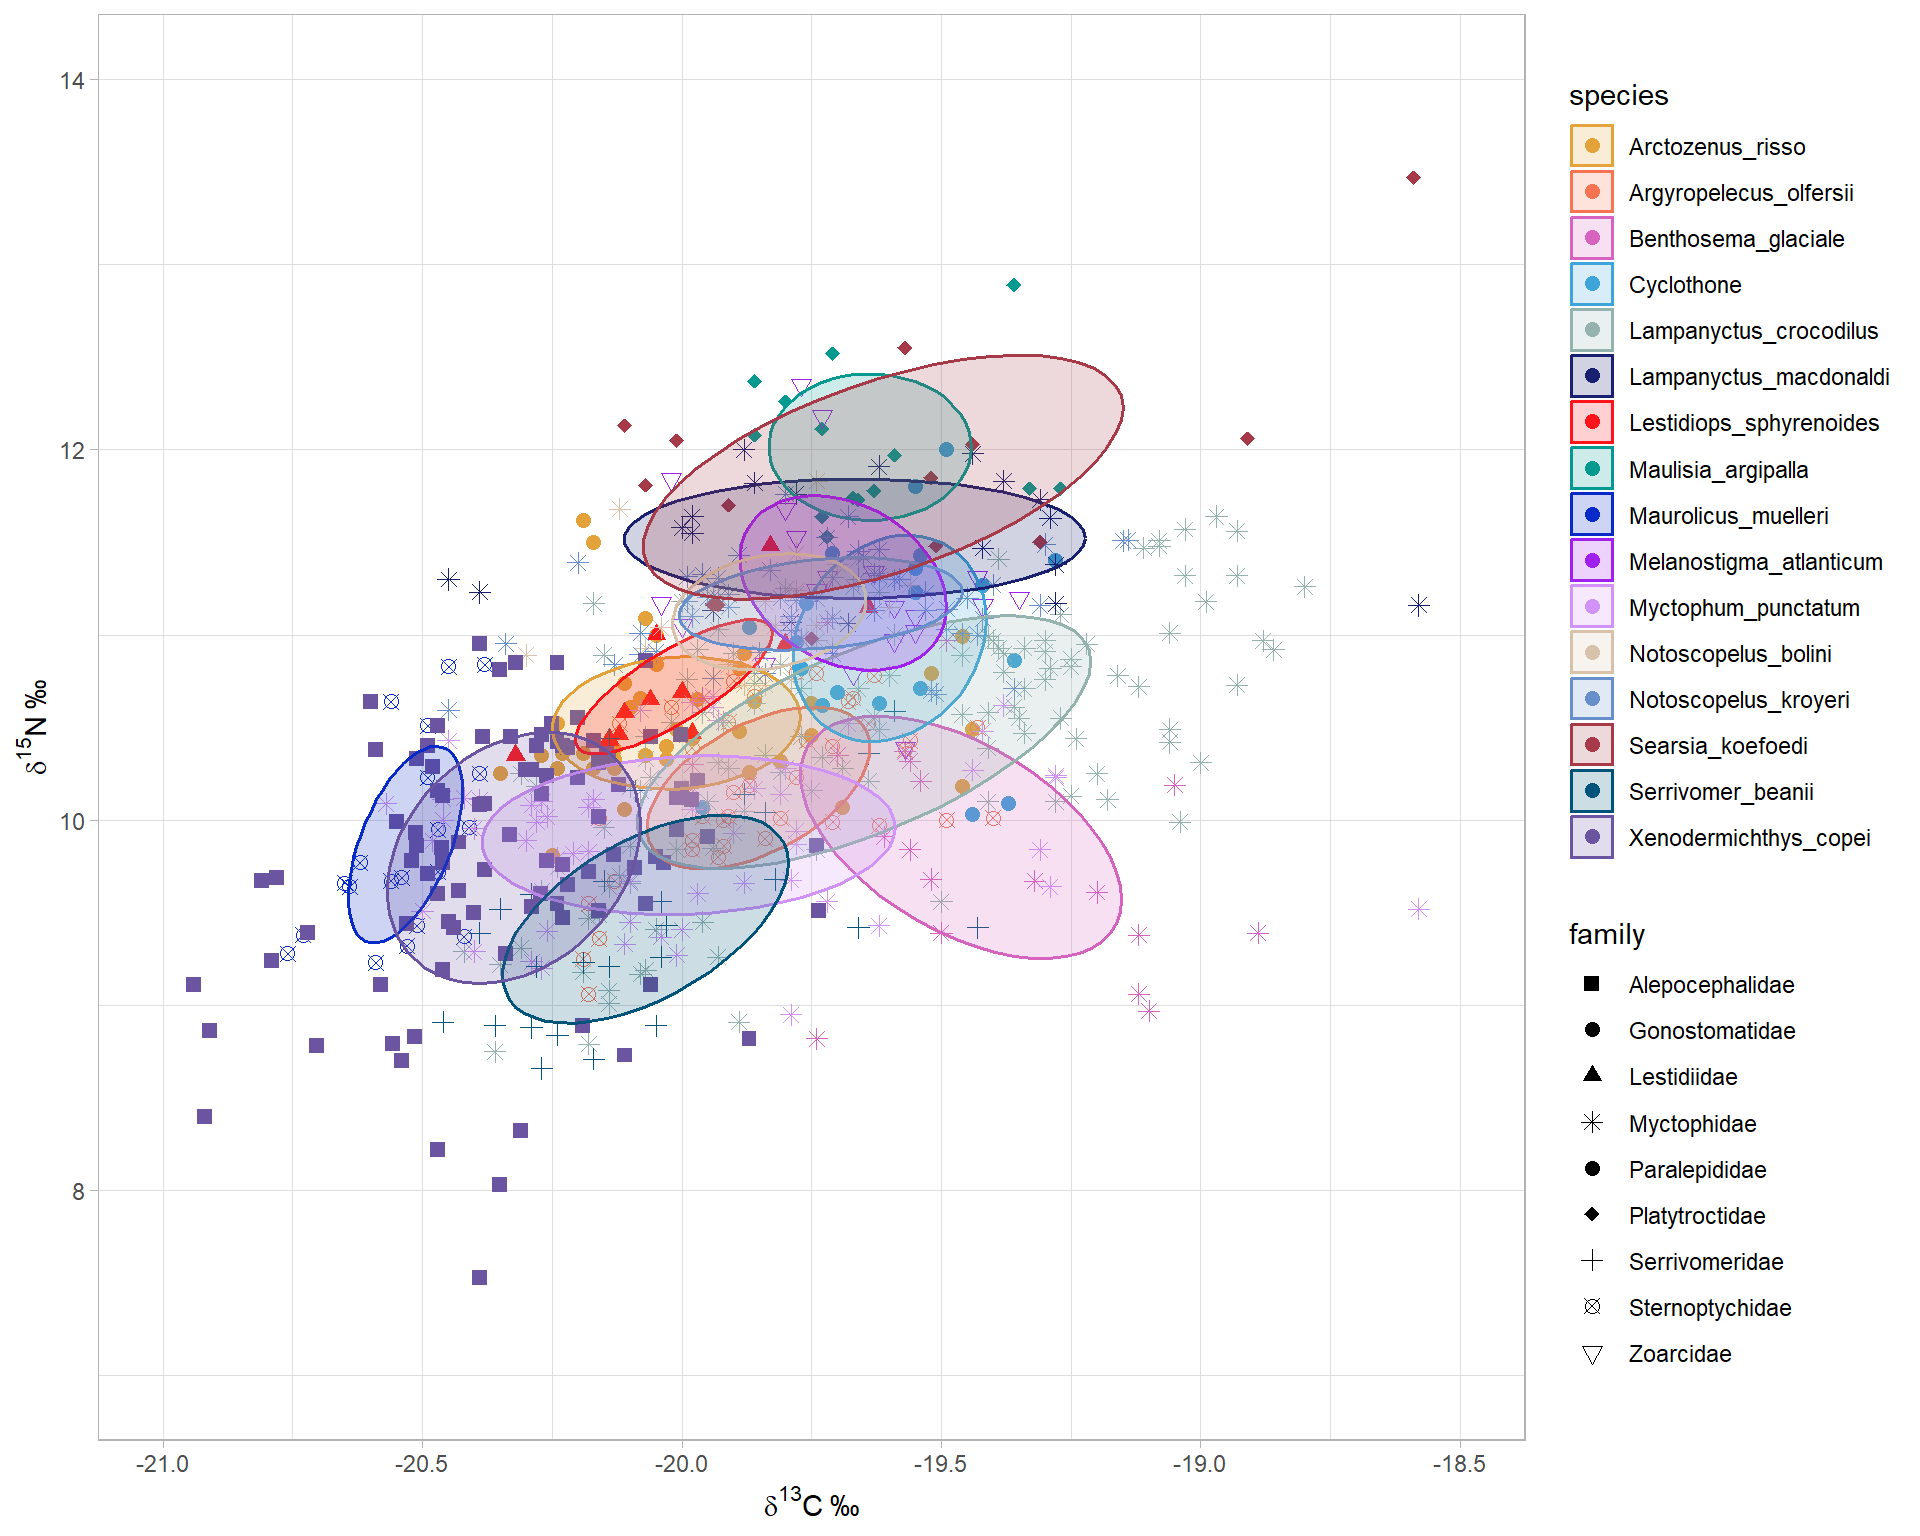 14
12
10
8
δ15N ‰
-21.0
-20.5
-20.0
-19.5
-19.0
-18.5
δ13C ‰
species
Arctozenus_risso
Argyropelecus_olfersii
Benthosema_glaciale
Cyclothone
Lampanyctus_crocodilus
Lampanyctus_macdonaldi
Lestidiops_sphyrenoides
Maulisia_argipalla
Maurolicus_muelleri
Melanostigma_atlanticum
Myctophum_punctatum
Notoscopelus_bolini
Notoscopelus_kroyeri
Searsia_koefoedi
Serrivomer_beanii
Xenodermichthys_copei
family
Alepocephalidae
Gonostomatidae
Lestidiidae
Myctophidae
Paralepididae
Platytroctidae
Serrivomeridae
Sternoptychidae
Zoarcidae